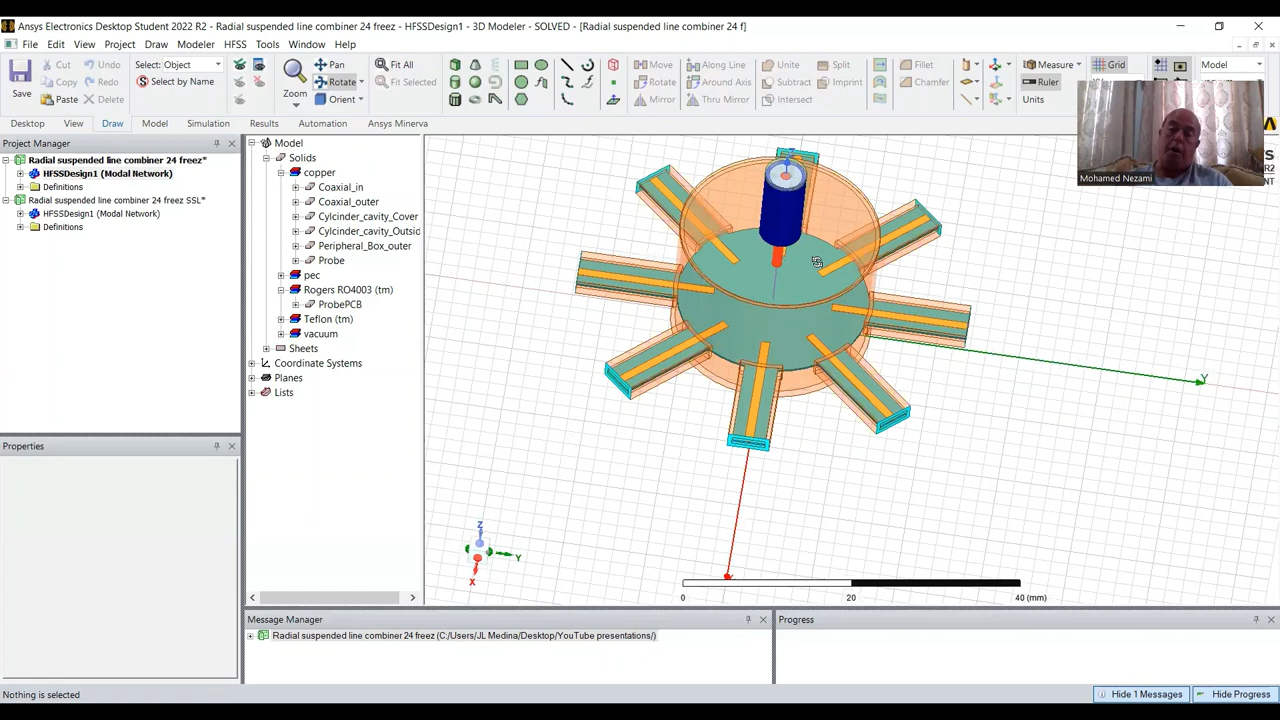 Ansys Electronics Desktop Student 2022 R2 - Radial suspended line combiner 24 freez - HFSSDesign1 - 3D Modeler - SOLVED - [Radial suspended line combiner 24 f]
File Edit View Project Draw Modeler HFSS Tools Window Help
Save
Cut Undo
Copy Redo
Paste Delete
Select: Object
Select by Name
Zoom
Pan
Rotate
Orient
Fit All
Fit Selected
Move Along Line
Rotate Around Axis
Mirror Thru Mirror
Unite Split
Subtract Imprint
Intersect
Fillet
Chamfer
Measure
Ruler
Units
Grid
Model
Desktop View Draw Model Simulation Results Automation Ansys Minerva
Project Manager
Radial suspended line combiner 24 freez*
HFSSDesign1 (Modal Network)
Definitions
Radial suspended line combiner 24 freez SSL*
HFSSDesign1 (Modal Network)
Definitions
Model
Solids
copper
Coaxial_in
Coaxial_outer
Cylcinder_cavity_Cover
Cylcinder_cavity_Outsid
Peripheral_Box_outer
Probe
pec
Rogers RO4003 (tm)
ProbePCB
Teflon (tm)
vacuum
Sheets
Coordinate Systems
Planes
Lists
Mohamed Nezami
Y
Z
Y
X
0 20 40 (mm)
Properties
Message Manager
Radial suspended line combiner 24 freez (C:/Users/JL Medina/Desktop/YouTube presentations/)
Progress
Nothing is selected
Hide 1 Messages Hide Progress